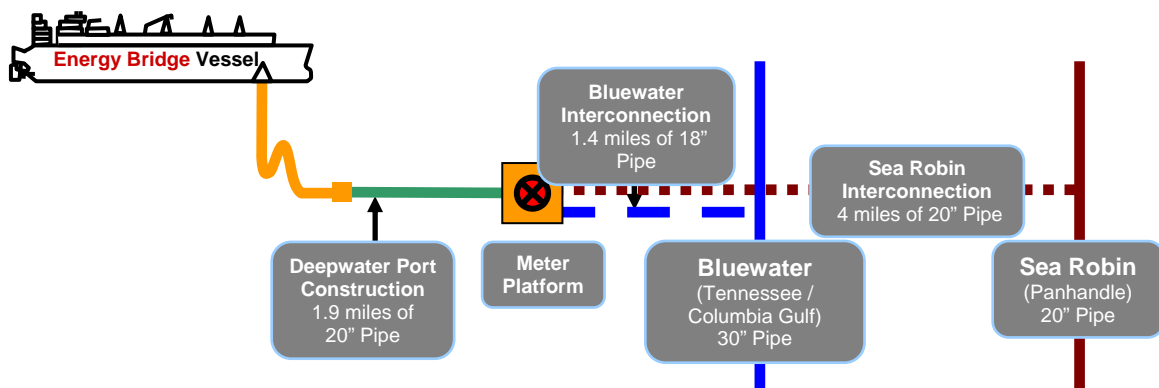 Energy Bridge Vessel
Bluewater
Interconnection
1.4 miles of 18”
Pipe
Sea Robin
Interconnection
4 miles of 20” Pipe
Deepwater Port
Construction
1.9 miles of
20” Pipe
Meter
Platform
Bluewater
(Tennessee /
Columbia Gulf)
30” Pipe
Sea Robin
(Panhandle)
20” Pipe